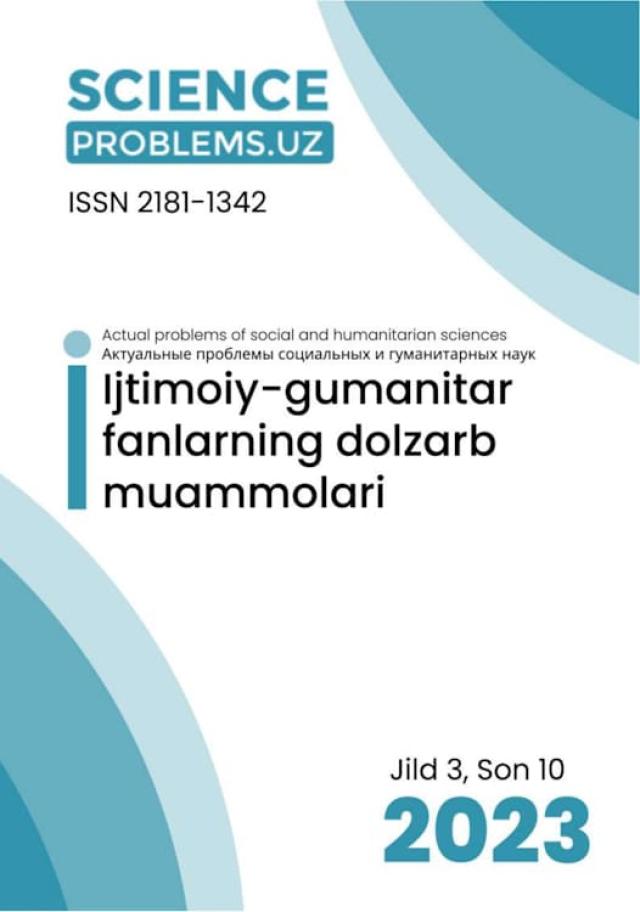 SCIENCE
PROBLEMS.UZ
ISSN 2181-1342
Actual problems of social and humanitarian sciences
Актуальные проблемы социальных и гуманитарных наук
Ijtimoiy-gumanitar
fanlarning dolzarb
muammolari
Jild 3, Son 10
2023